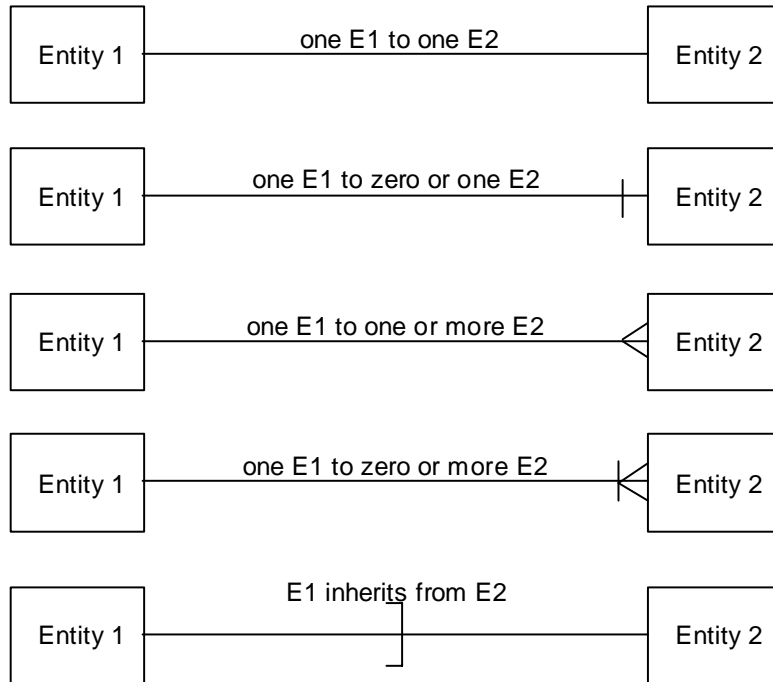 one E1 to one E2
Entity 1
Entity 2
one E1 to zero or one E2
Entity 1
Entity 2
one E1 to one or more E2
Entity 1
Entity 2
one E1 to zero or more E2
Entity 1
Entity 2
E1 inherits from E2
Entity 1
Entity 2